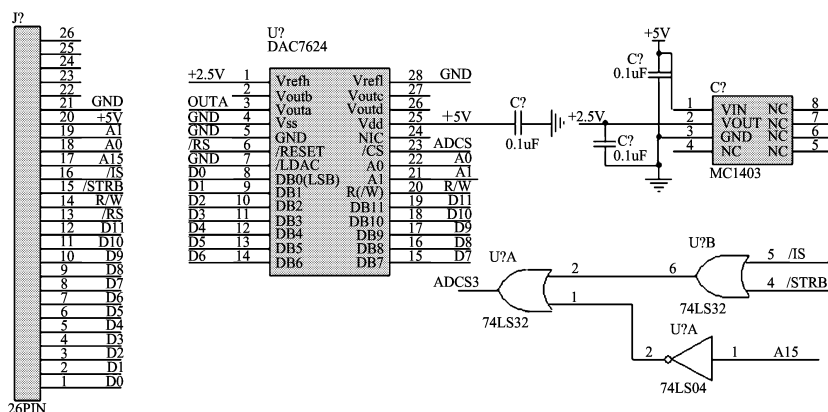 J?
26
25
24
23
22
21 GND
20 +5V
19 A1
18 A0
17 A15
16 /IS
15 /STRB
14 R/W
13 /RS
12 D11
11 D10
10 D9
9 D8
8 D7
7 D6
6 D5
5 D4
4 D3
3 D2
2 D1
1 D0
26PIN
U?
DAC7624
+2.5V 1 Vrefh Vrefl 28 GND
2 Voutb Voutc 27
OUTA 3 Vouta Voutd 26
GND 4 Vss Vdd 25 +5V
GND 5 GND NIC 24
/RS 6 /RESET /CS 23 ADCS
GND 7 /LDAC A0 22 A0
D0 8 DB0(LSB) A1 21 A1
D1 9 DB1 R(/W) 20 R/W
D2 10 DB2 DB11 19 D11
D3 11 DB3 DB10 18 D10
D4 12 DB4 DB9 17 D9
D5 13 DB5 DB8 16 D8
D6 14 DB6 DB7 15 D7
C?
0.1uF
+5V
C?
0.1uF
+2.5V
C?
0.1uF
C?
1 VIN NC 8
2 VOUT NC 7
3 GND NC 6
4 NC NC 5
MC1403
U?A
ADCS3
2
1
74LS32
U?B
6
5 /IS
4 /STRB
74LS32
U?A
2
1 A15
74LS04